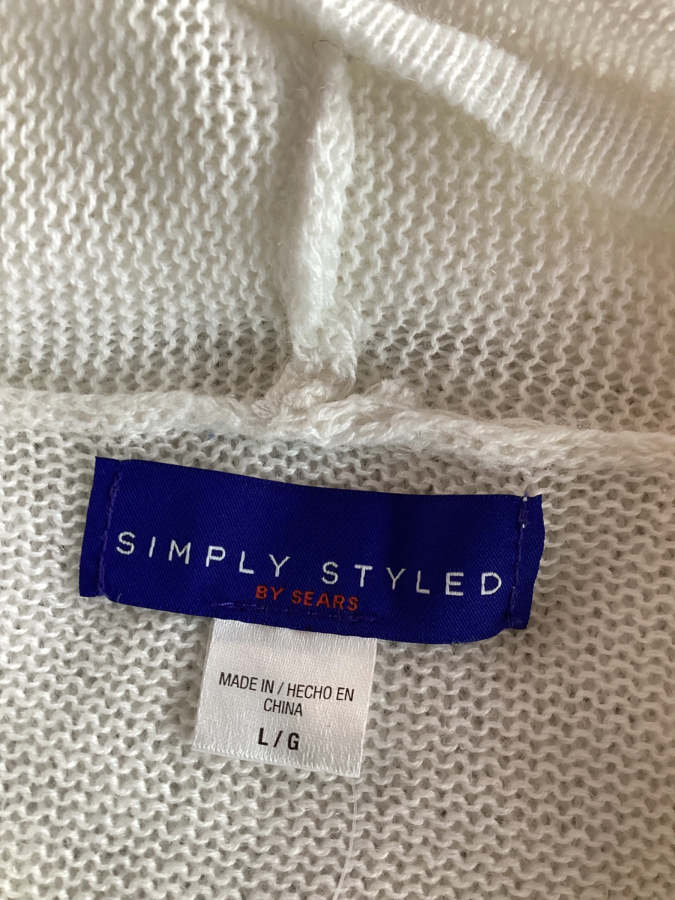 SIMPLY STYLED
BY SEARS
MADE IN / HECHO EN
CHINA
L / G